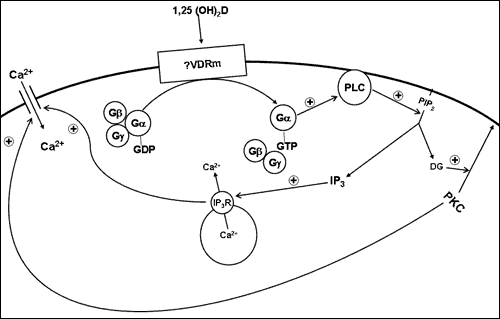 1,25 (OH)₂D
?VDRm
Ca²⁺
Ca²⁺
+
+
Gβ
Gγ
Gα
GDP
Gα
GTP
Gβ
Gγ
+
PLC
+
PIP₂
DG
+
PKC
IP₃
+
Ca²⁺
IP₃R
Ca²⁺